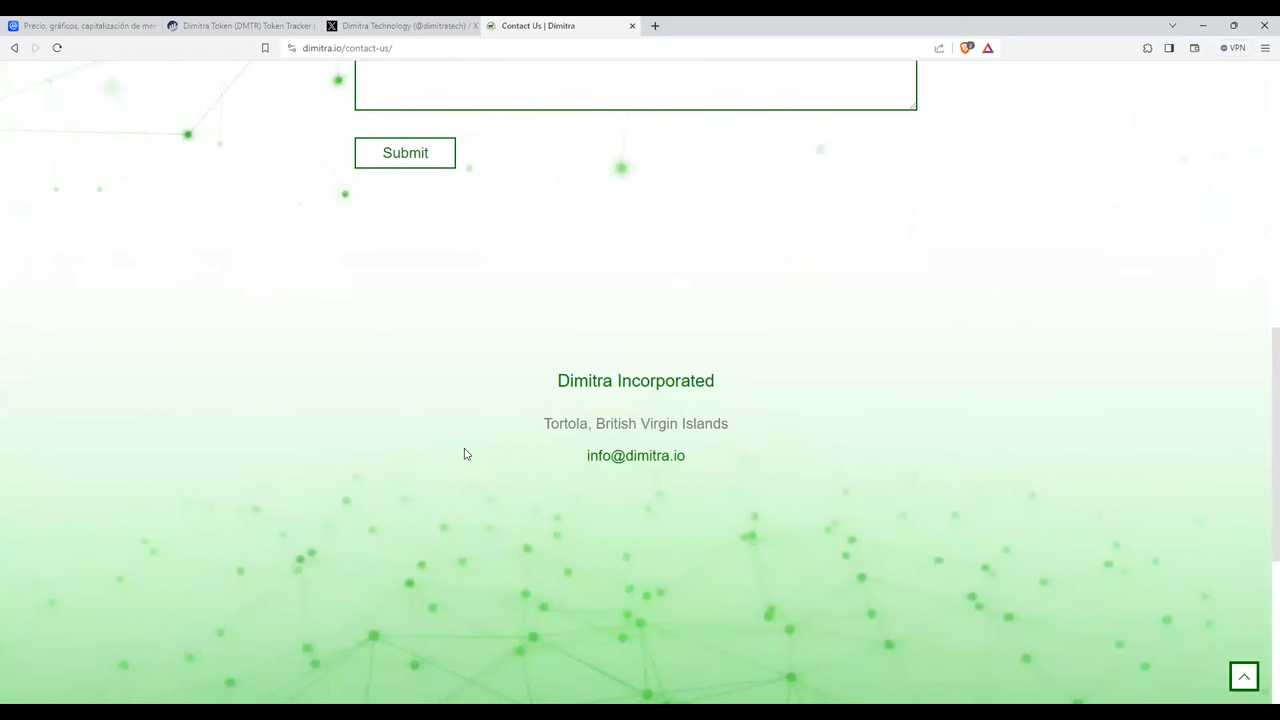 Precio, gráficos, capitalización de mer
Dimitra Token (DMTR) Token Tracker |
Dimitra Technology (@dimitratech) / X
Contact Us | Dimitra
dimitra.io/contact-us/
2
VPN
Submit
Dimitra Incorporated
Tortola, British Virgin Islands
info@dimitra.io